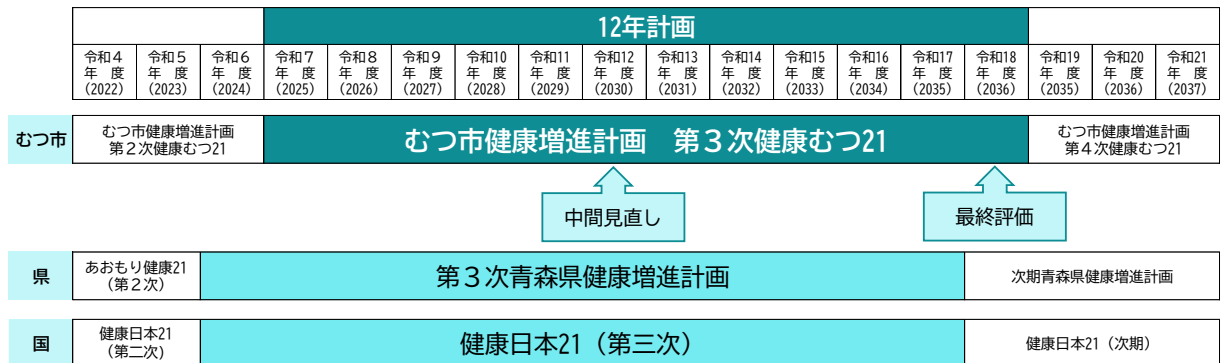 12年計画
令和4
年 度
(2022)
令和5
年 度
(2023)
令和6
年 度
(2024)
令和7
年 度
(2025)
令和8
年 度
(2026)
令和9
年 度
(2027)
令和10
年 度
(2028)
令和11
年 度
(2029)
令和12
年 度
(2030)
令和13
年 度
(2031)
令和14
年 度
(2032)
令和15
年 度
(2033)
令和16
年 度
(2034)
令和17
年 度
(2035)
令和18
年 度
(2036)
令和19
年 度
(2035)
令和20
年 度
(2036)
令和21
年 度
(2037)
むつ市
むつ市健康増進計画
第2次健康むつ21
むつ市健康増進計画 第3次健康むつ21
むつ市健康増進計画
第4次健康むつ21
中間見直し
最終評価
県
あおもり健康21
(第2次)
第3次青森県健康増進計画
次期青森県健康増進計画
国
健康日本21
(第二次)
健康日本21(第三次)
健康日本21(次期)